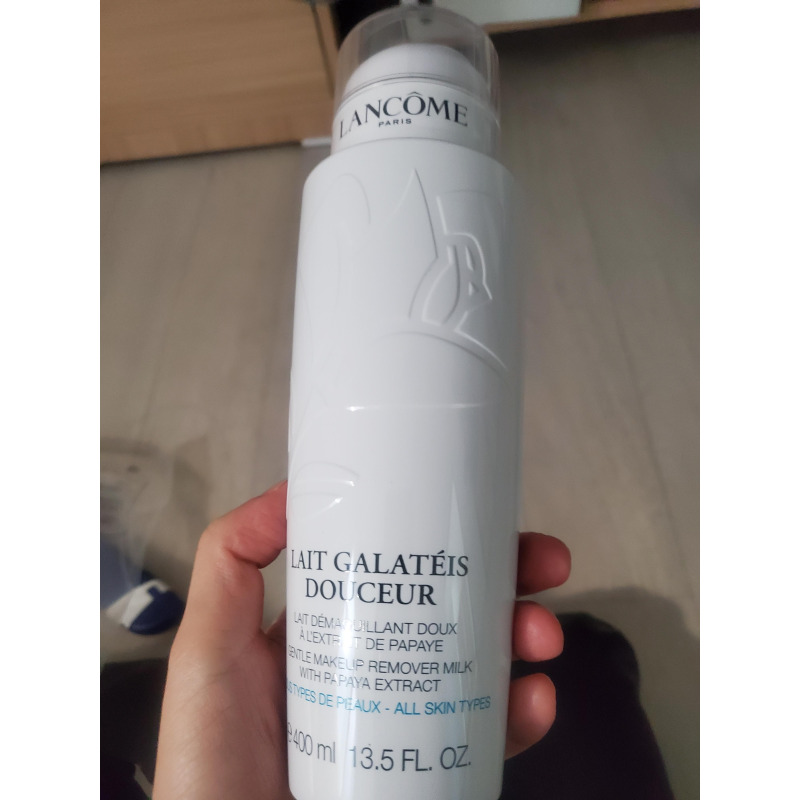 LANCÔME
PARIS
LAIT GALATÉIS
DOUCEUR
LAIT DÉMAQUILLANT DOUX
À L'EXTRAIT DE PAPAYE
GENTLE MAKEUP REMOVER MILK
WITH PAPAYA EXTRACT
TYPES DE PEAUX - ALL SKIN TYPES
e 400 ml 13.5 FL. OZ.